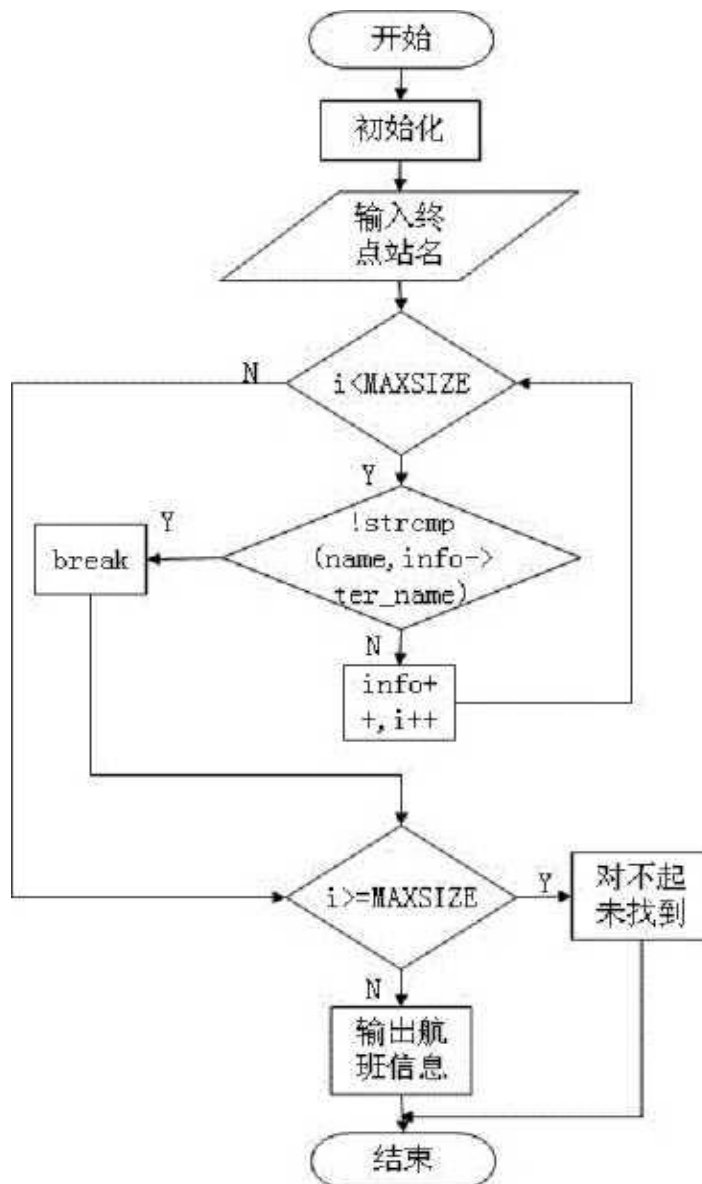 开始
初始化
输入终
点站名
N
i<MAXSIZE
Y
Y
!strcmp
(name,info->
ter_name)
break
N
info+
+,i++
i>=MAXSIZE
Y
对不起
未找到
N
输出航
班信息
结束